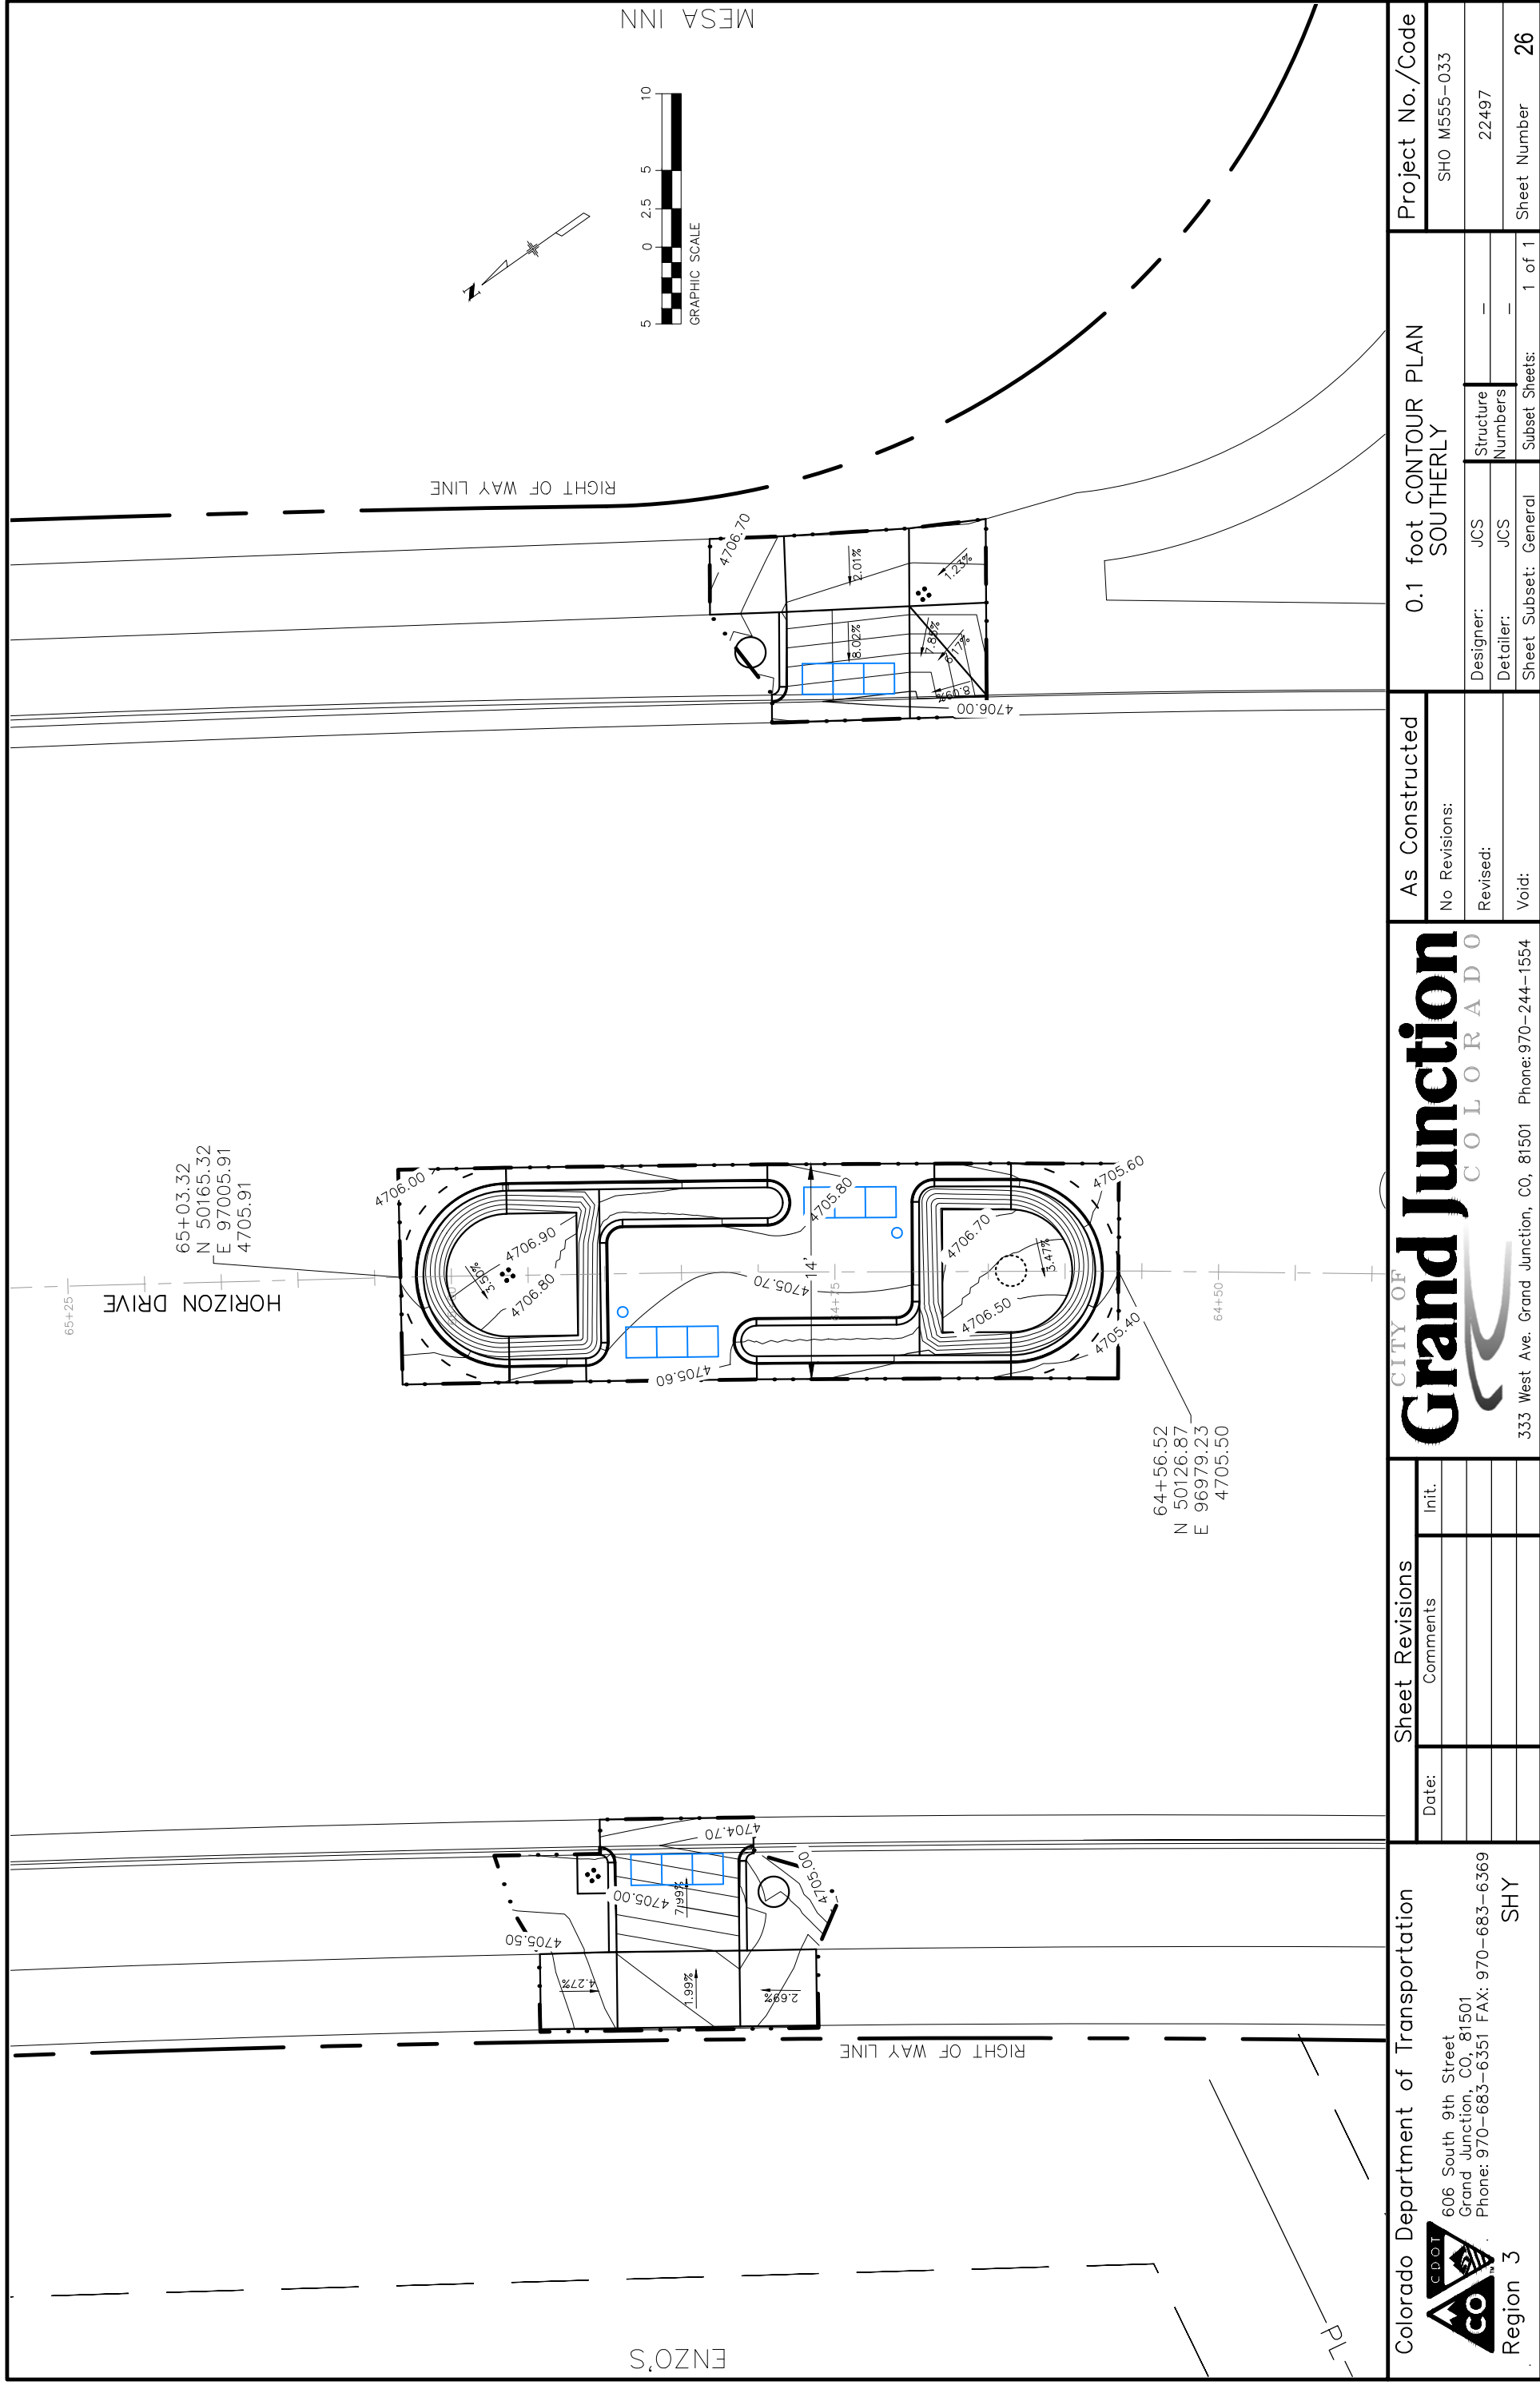 MESA INN
10
5
2.5
0
5
GRAPHIC SCALE
N
RIGHT OF WAY LINE
4706.70
2.01%
1.23%
8.02%
7.85%
6.17%
8.09%
4706.00
65+03.32
N 50165.32
E 97005.91
4705.91
HORIZON DRIVE
65+25
4706.00
4706.90
3.50%
4706.80
4705.80
14'
4705.70
4705.60
4706.70
3.47%
4706.50
4705.60
4705.40
64+50
64+56.52
N 50126.87
E 96979.23
4705.50
4704.70
4705.00
4705.00
7.99%
4705.50
4.27%
1.99%
2.69%
RIGHT OF WAY LINE
ENZO'S
PL
Colorado Department of Transportation
CDOT
CO
TM
606 South 9th Street
Grand Junction, CO, 81501
Phone: 970-683-6351 FAX: 970-683-6369
Region 3
SHY
Sheet Revisions
Date:
Comments
Init.
CITY OF
Grand Junction
COLORADO
333 West Ave. Grand Junction, CO, 81501 Phone: 970-244-1554
As Constructed
No Revisions:
Revised:
Void:
0.1 foot CONTOUR PLAN
SOUTHERLY
Designer: JCS
Structure
Numbers
–
Detailer: JCS
–
Sheet Subset: General
Subset Sheets: 1 of 1
Project No./Code
SHO M555-033
22497
Sheet Number 26